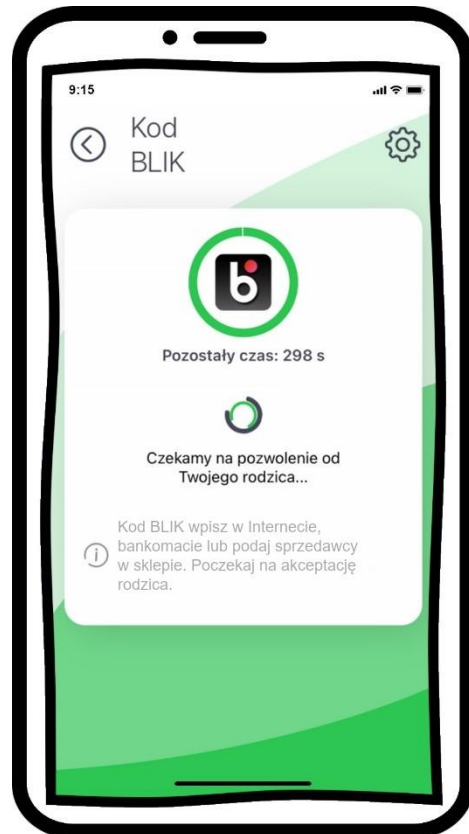 9:15
Kod
BLIK
b
Pozostały czas: 298 s
Czekamy na pozwolenie od
Twojego rodzica...
Kod BLIK wpisz w Internecie,
bankomacie lub podaj sprzedawcy
w sklepie. Poczekaj na akceptację
rodzica.